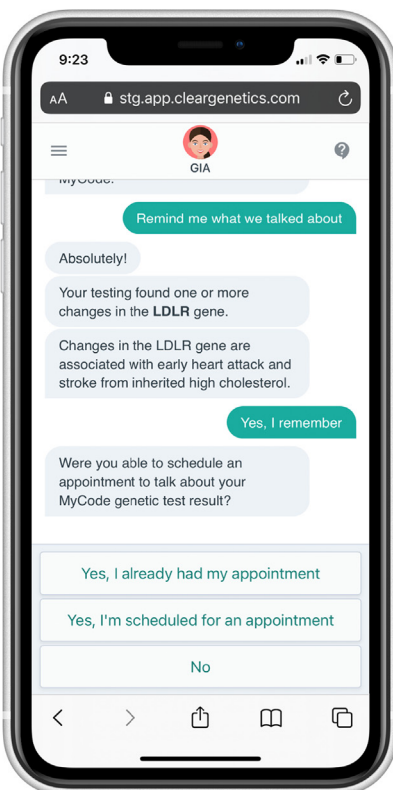 9:23
AA stg.app.cleargenetics.com
GIA
MyCode.
Remind me what we talked about
Absolutely!
Your testing found one or more
changes in the LDLR gene.
Changes in the LDLR gene are
associated with early heart attack and
stroke from inherited high cholesterol.
Yes, I remember
Were you able to schedule an
appointment to talk about your
MyCode genetic test result?
Yes, I already had my appointment
Yes, I'm scheduled for an appointment
No